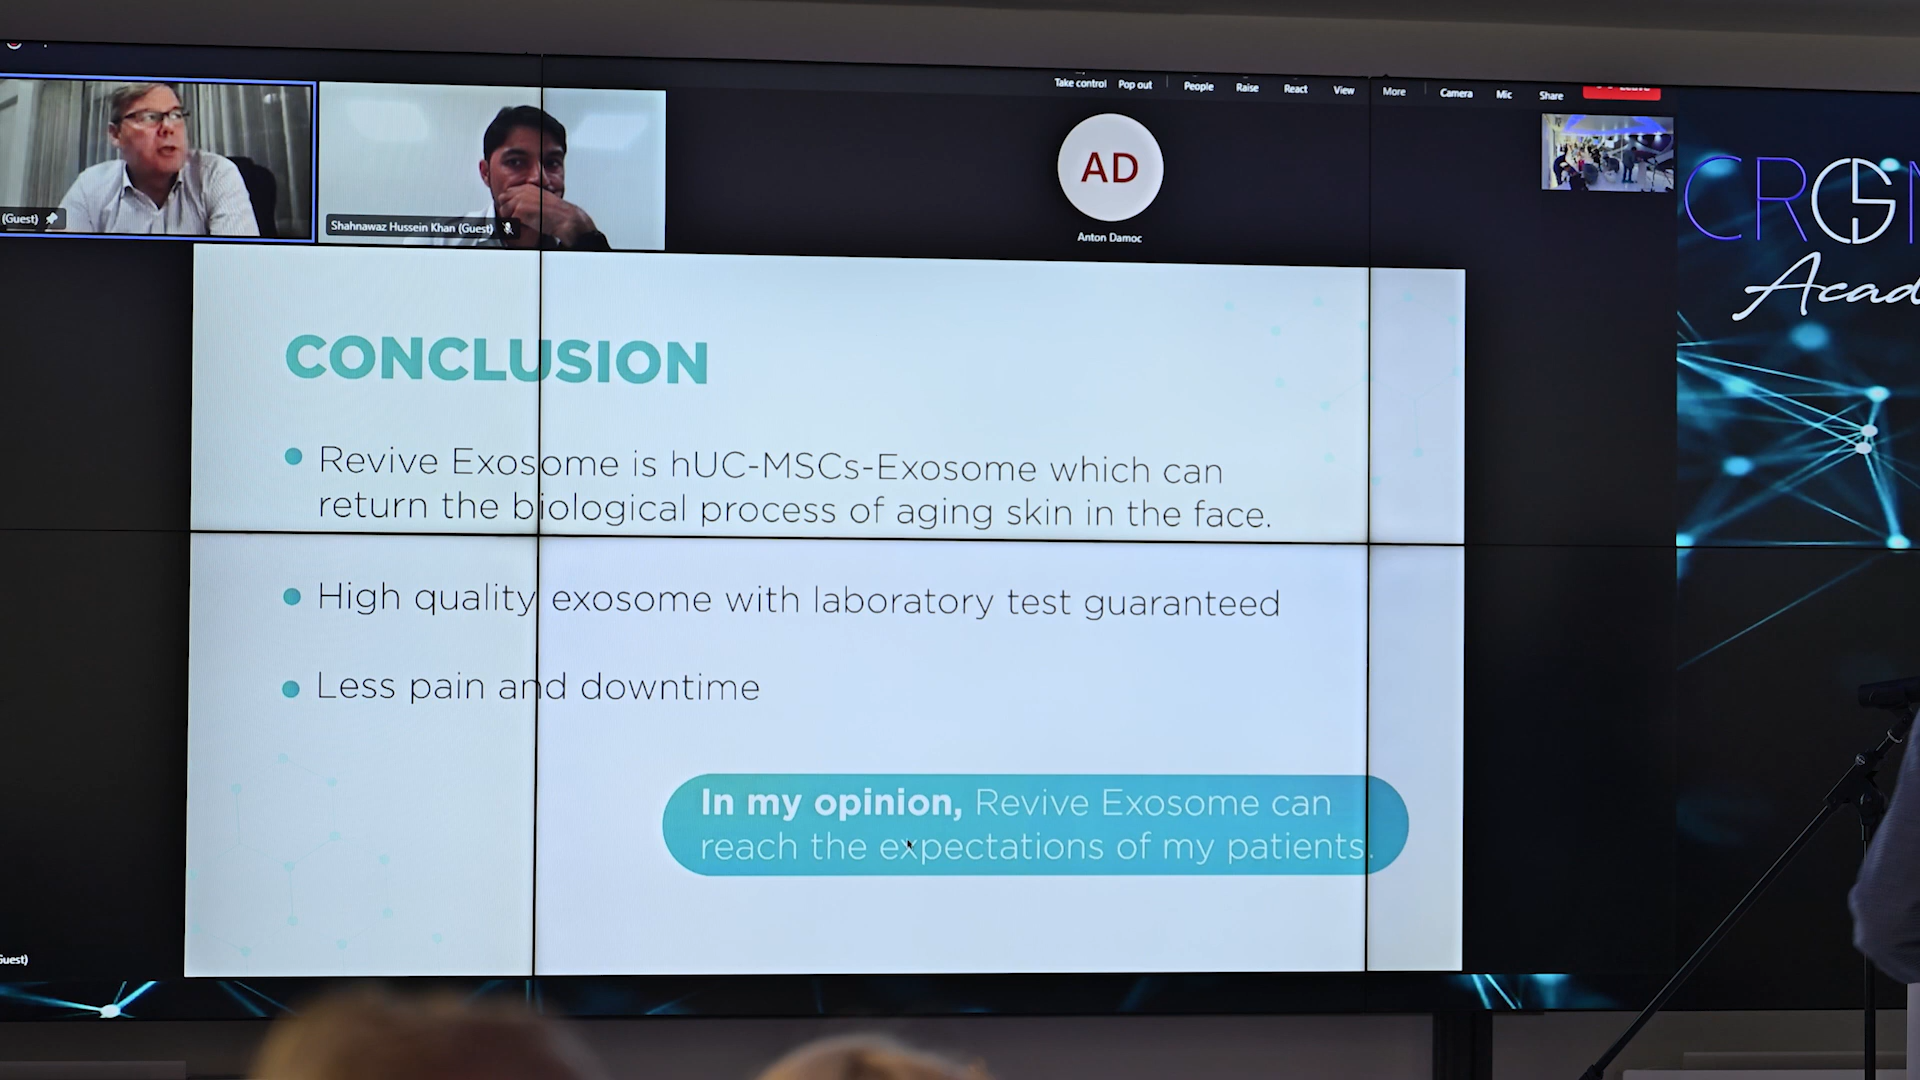 Take control Pop out People Raise React View More Camera Mic Share Leave
(Guest)
Shahnawaz Hussein Khan (Guest)
AD
Anton Damoc
Acad
CONCLUSION
Revive Exosome is hUC-MSCs-Exosome which can
return the biological process of aging skin in the face.
High quality exosome with laboratory test guaranteed
Less pain and downtime
In my opinion, Revive Exosome can
reach the expectations of my patients.
Guest)